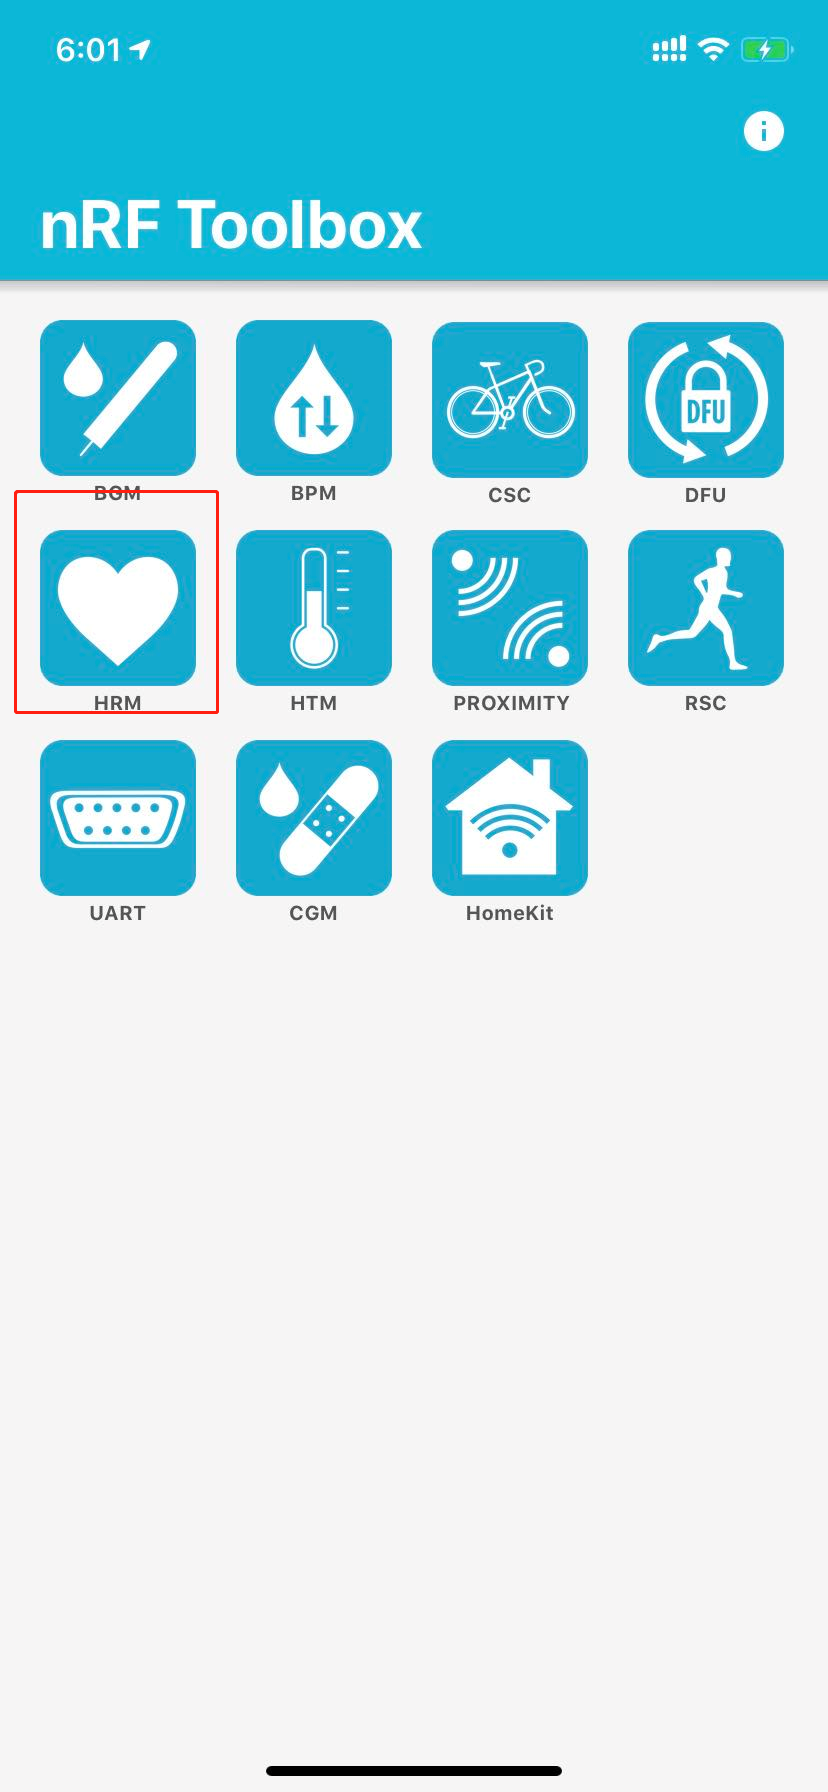 6:01
nRF Toolbox
DFU
BGM BPM CSC DFU
HRM HTM PROXIMITY RSC
UART CGM HomeKit